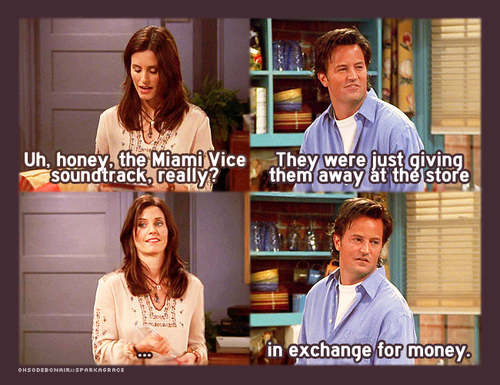 Uh, honey, the Miami Vice
soundtrack, really?
They were just giving
them away at the store
...
in exchange for money.
OHSODEBONAIR::SPARKAGRACE